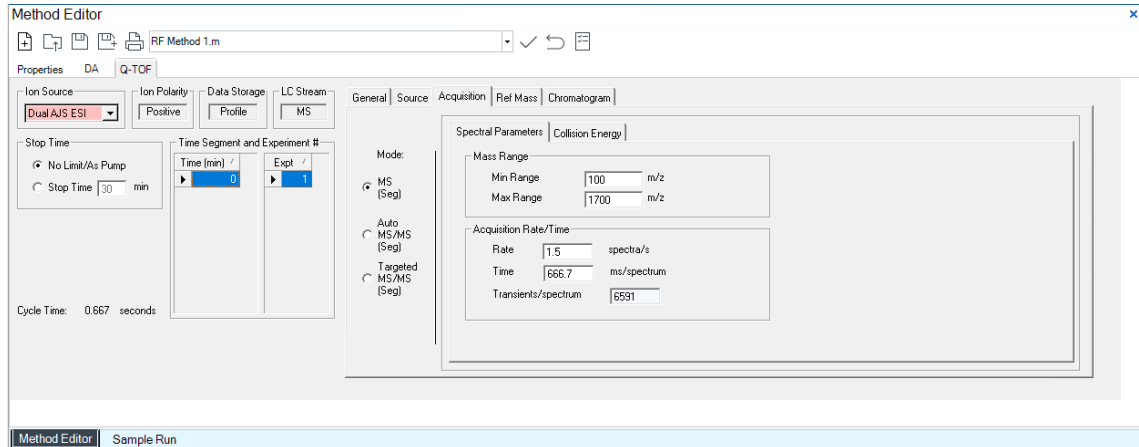 Method Editor
RF Method 1.m
Properties DA Q-TOF
Ion Source
Dual AJS ESI
Ion Polarity
Positive
Data Storage
Profile
LC Stream
MS
Stop Time
No Limit/As Pump
Stop Time 30 min
Time Segment and Experiment #
Time (min) Expt
0 1
Cycle Time: 0.667 seconds
General Source Acquisition Ref Mass Chromatogram
Mode:
MS
(Seg)
Auto
MS/MS
(Seg)
Targeted
MS/MS
(Seg)
Spectral Parameters Collision Energy
Mass Range
Min Range 100 m/z
Max Range 1700 m/z
Acquisition Rate/Time
Rate 1.5 spectra/s
Time 666.7 ms/spectrum
Transients/spectrum 6591
Method Editor Sample Run